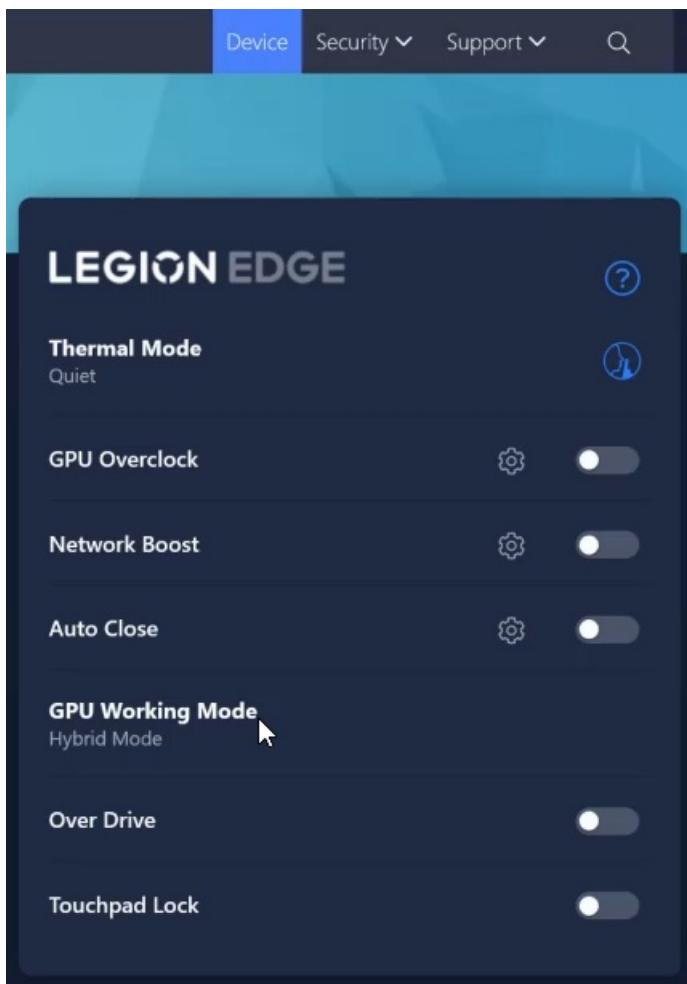 Device Security Support
LEGION EDGE
Thermal Mode
Quiet
GPU Overclock
Network Boost
Auto Close
GPU Working Mode
Hybrid Mode
Over Drive
Touchpad Lock